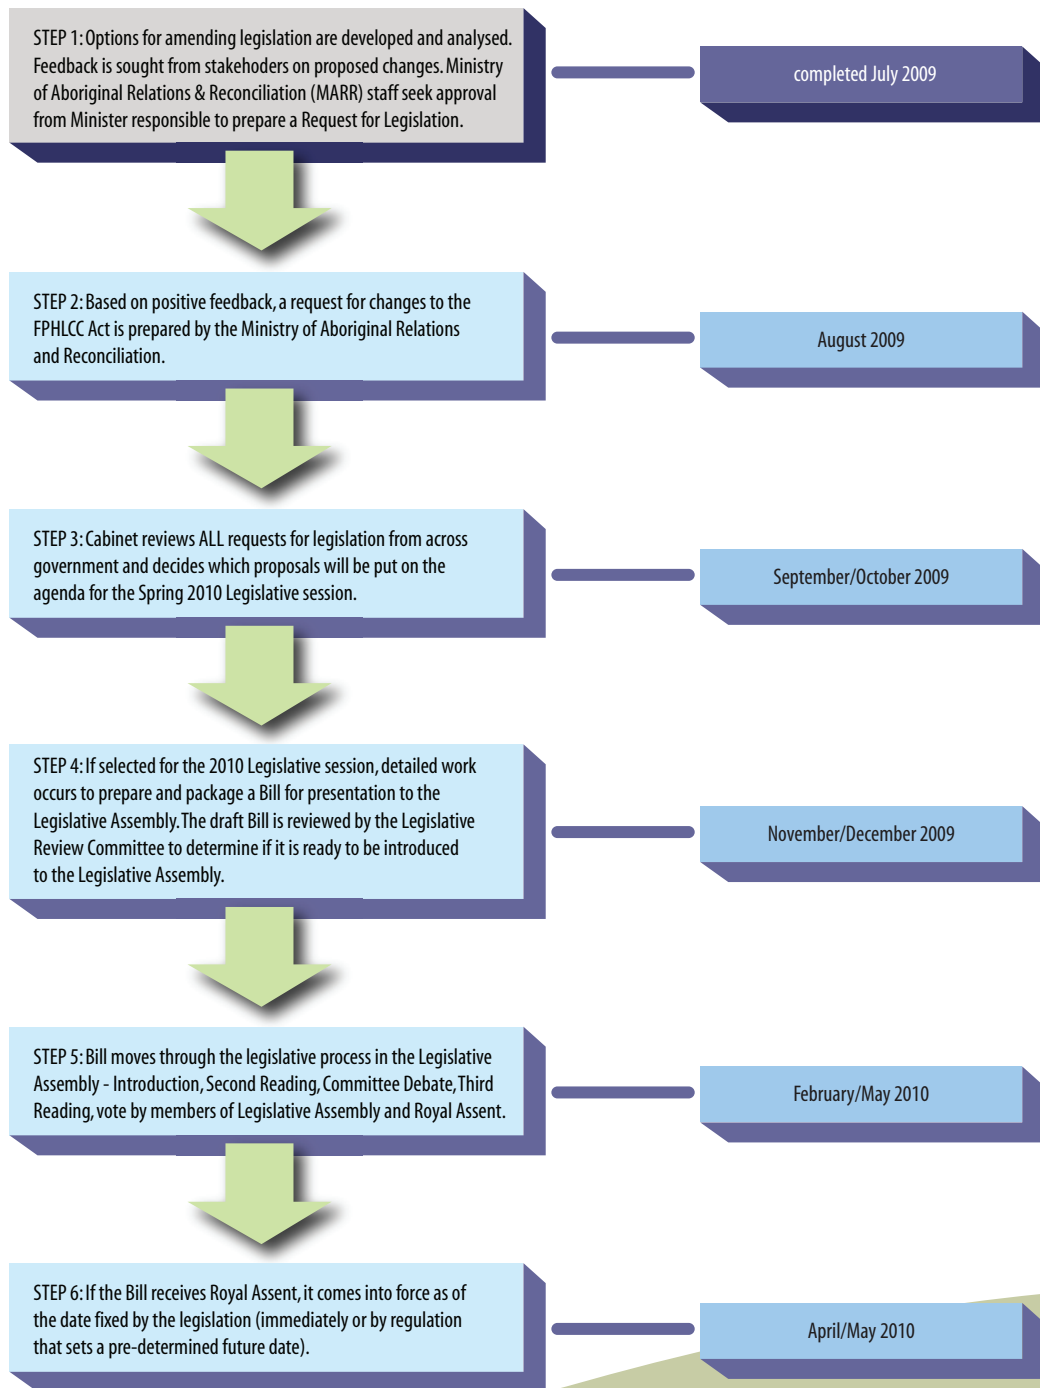 STEP 1: Options for amending legislation are developed and analysed.
Feedback is sought from stakehoders on proposed changes. Ministry
of Aboriginal Relations & Reconciliation (MARR) staff seek approval
from Minister responsible to prepare a Request for Legislation.
completed July 2009
STEP 2: Based on positive feedback, a request for changes to the
FPHLCC Act is prepared by the Ministry of Aboriginal Relations
and Reconciliation.
August 2009
STEP 3: Cabinet reviews ALL requests for legislation from across
government and decides which proposals will be put on the
agenda for the Spring 2010 Legislative session.
September/October 2009
STEP 4: If selected for the 2010 Legislative session, detailed work
occurs to prepare and package a Bill for presentation to the
Legislative Assembly. The draft Bill is reviewed by the Legislative
Review Committee to determine if it is ready to be introduced
to the Legislative Assembly.
November/December 2009
STEP 5: Bill moves through the legislative process in the Legislative
Assembly - Introduction, Second Reading, Committee Debate, Third
Reading, vote by members of Legislative Assembly and Royal Assent.
February/May 2010
STEP 6: If the Bill receives Royal Assent, it comes into force as of
the date fixed by the legislation (immediately or by regulation
that sets a pre-determined future date).
April/May 2010